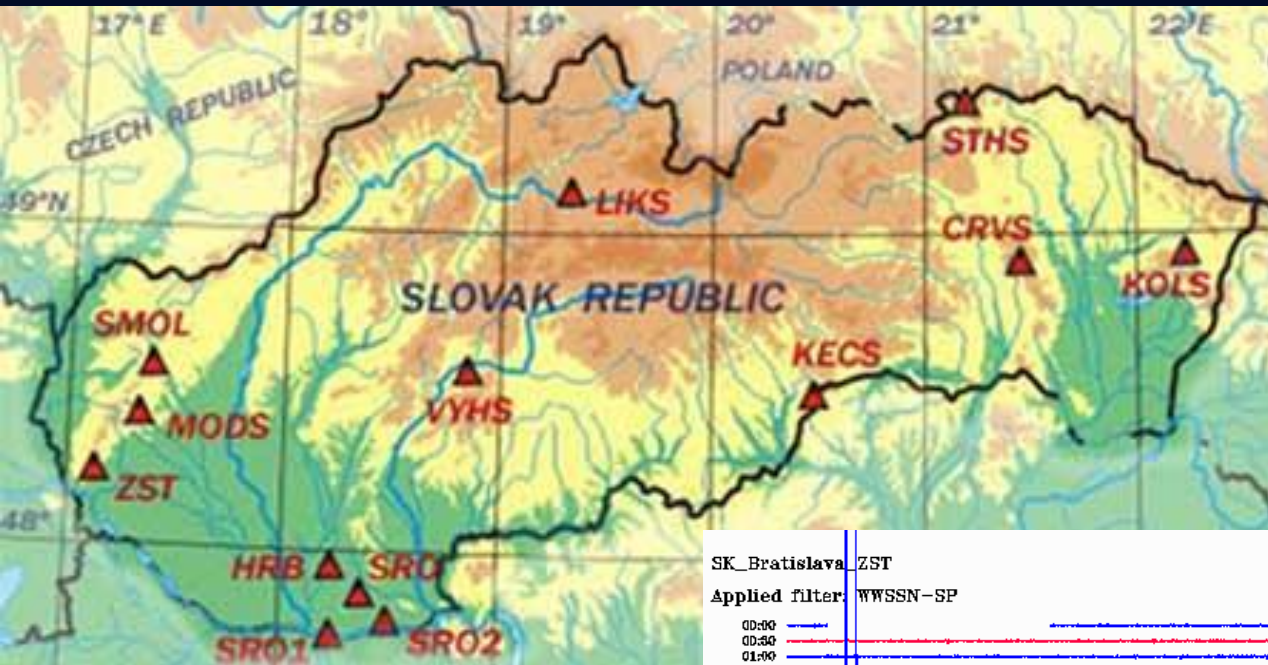 17° E
18°
19°
20°
21°
22° E
CZECH REPUBLIC
POLAND
STHS
49°N
LIKS
CRVS
KOLS
SLOVAK REPUBLIC
SMOL
KECS
VYHS
MODS
ZST
48°
HRB
SRO
SRO1
SRO2
SK_Bratislava_ZST
Applied filter: WWSSN-SP
00:00
00:30
01:00